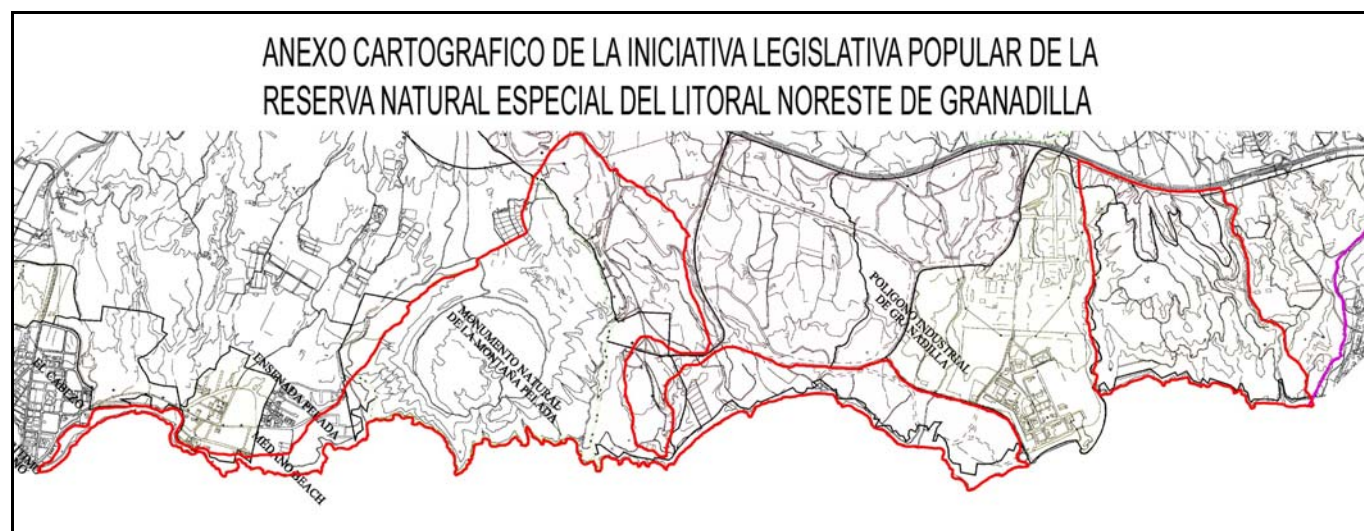 ANEXO CARTOGRAFICO DE LA INICIATIVA LEGISLATIVA POPULAR DE LA
RESERVA NATURAL ESPECIAL DEL LITORAL NORESTE DE GRANADILLA
EL CABEZO
ENSENADA PELADA
MÉDANO BEACH
MONUMENTO NATURAL
DE LA MONTAÑA PELADA
POLIGONO INDUSTRIAL
DE GRANADILLA